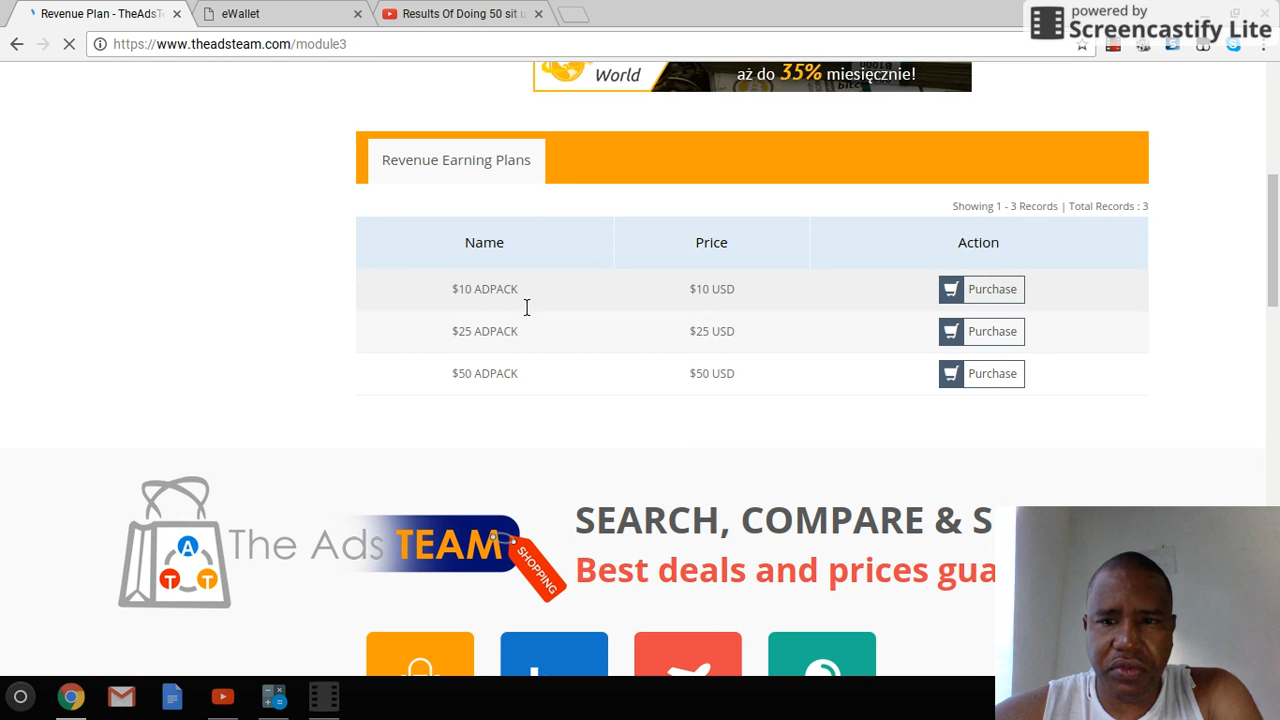 Revenue Plan - TheAdsT
eWallet
Results Of Doing 50 sit u
powered by
Screencastify Lite
https://www.theadsteam.com/module3
World
aż do 35% miesięcznie!
Revenue Earning Plans
Showing 1 - 3 Records | Total Records : 3
Name Price Action
$10 ADPACK $10 USD Purchase
$25 ADPACK $25 USD Purchase
$50 ADPACK $50 USD Purchase
The Ads TEAM
SHOPPING
A
T T
SEARCH, COMPARE & S
Best deals and prices gua